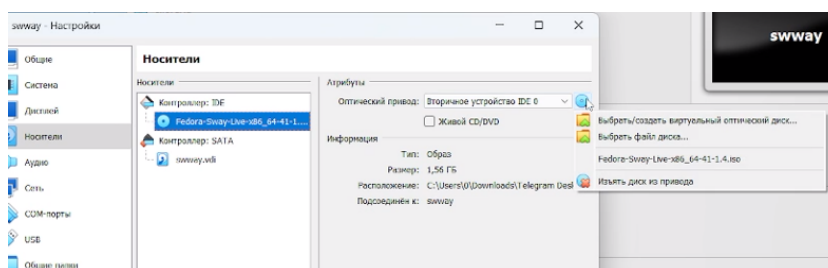 swway - Настройки
swway
Общие
Система
Дисплей
Носители
Аудио
Сеть
COM-порты
USB
Общие папки
Носители
Носители
Контроллер: IDE
Fedora-Sway-Live-x86_64-41-1....
Контроллер: SATA
swway.vdi
Атрибуты
Оптический привод: Вторичное устройство IDE 0
Живой CD/DVD
Информация
Тип: Образ
Размер: 1,56 ГБ
Расположение: C:\Users\0\Downloads\Telegram Desl
Подсоединён к: swway
Выбрать/создать виртуальный оптический диск...
Выбрать файл диска...
Fedora-Sway-Live-x86_64-41-1.4.iso
Изъять диск из привода